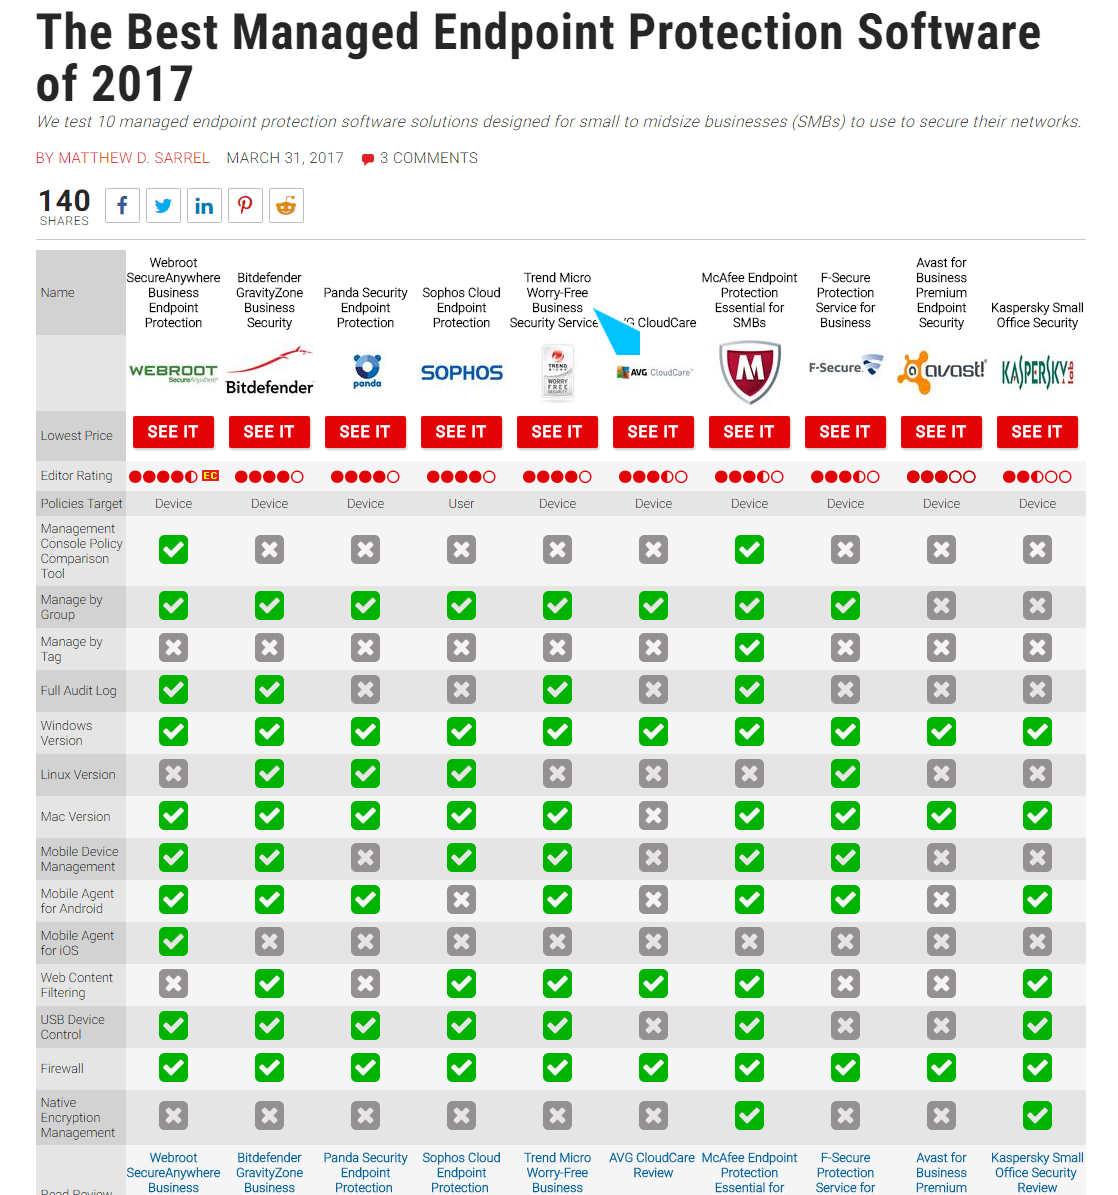 The Best Managed Endpoint Protection Software
of 2017
We test 10 managed endpoint protection software solutions designed for small to midsize businesses (SMBs) to use to secure their networks.
BY MATTHEW D. SARREL MARCH 31, 2017 3 COMMENTS
140
SHARES
Name
Webroot
SecureAnywhere
Business
Endpoint
Protection
Bitdefender
GravityZone
Business
Security
Panda Security
Endpoint
Protection
Sophos Cloud
Endpoint
Protection
Trend Micro
Worry-Free
Business
Security Service
CloudCare
McAfee Endpoint
Protection
Essential for
SMBs
F-Secure
Protection
Service for
Business
Avast for
Business
Premium
Endpoint
Security
Kaspersky Small
Office Security
WEBROOT
SecureAnywhere
Bitdefender
panda
SOPHOS
TREND
MICRO
WORRY
FREE
AVG CloudCare
M
F-Secure.
a avast!
KASPERSKY lab
Lowest Price SEE IT SEE IT SEE IT SEE IT SEE IT SEE IT SEE IT SEE IT SEE IT SEE IT
Editor Rating EC
Policies Target Device Device Device User Device Device Device Device Device Device
Management
Console Policy
Comparison
Tool
Manage by
Group
Manage by
Tag
Full Audit Log
Windows
Version
Linux Version
Mac Version
Mobile Device
Management
Mobile Agent
for Android
Mobile Agent
for iOS
Web Content
Filtering
USB Device
Control
Firewall
Native
Encryption
Management
Read Review
Webroot
SecureAnywhere
Business
Bitdefender
GravityZone
Business
Panda Security
Endpoint
Protection
Sophos Cloud
Endpoint
Protection
Trend Micro
Worry-Free
Business
AVG CloudCare
Review
McAfee Endpoint
Protection
Essential for
F-Secure
Protection
Service for
Avast for
Business
Premium
Kaspersky Small
Office Security
Review